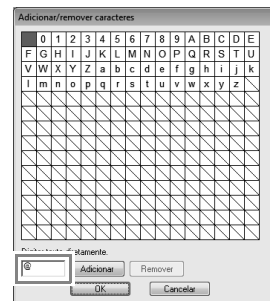 Adicionar/remover caracteres
0 1 2 3 4 5 6 7 8 9 A B C D E
F G H I J K L M N O P Q R S T U
V W X Y Z a b c d e f g h i j k
l m n o p q r s t u v w x y z
Digitar texto diretamente.
@ Adicionar Remover
OK Cancelar